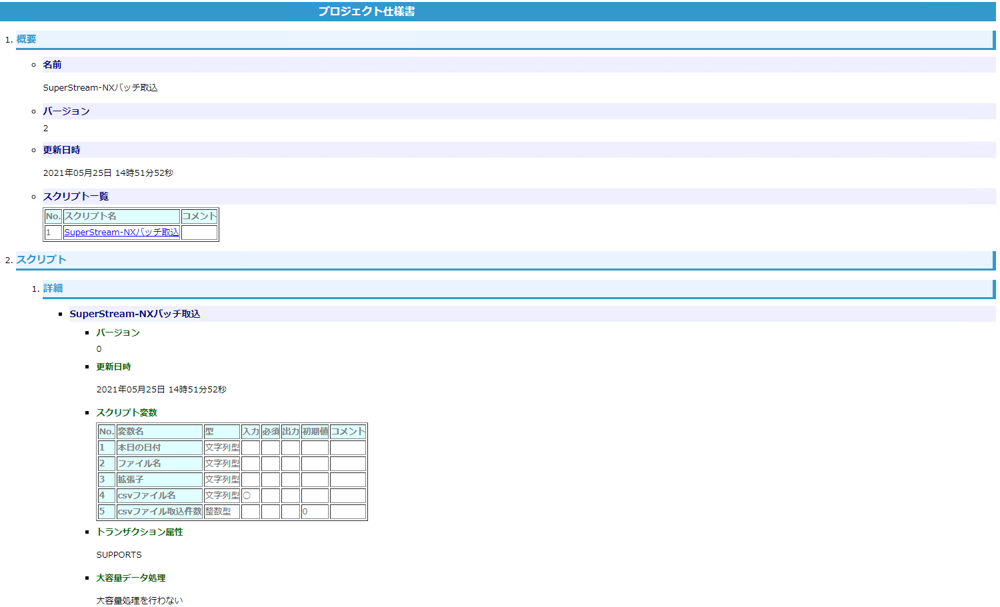 プロジェクト仕様書
1. 概要
名前
SuperStream-NXバッチ取込
バージョン
2
更新日時
2021年05月25日 14時51分52秒
スクリプト一覧
No. スクリプト名 コメント
1 SuperStream-NXバッチ取込
2. スクリプト
1. 詳細
SuperStream-NXバッチ取込
バージョン
0
更新日時
2021年05月25日 14時51分52秒
スクリプト変数
No. 変数名 型 入力 必須 出力 初期値 コメント
1 本日の日付 文字列型
2 ファイル名 文字列型
3 拡張子 文字列型
4 csvファイル名 文字列型 〇
5 csvファイル取込件数 整数型 0
トランザクション属性
SUPPORTS
大容量データ処理
大容量処理を行わない